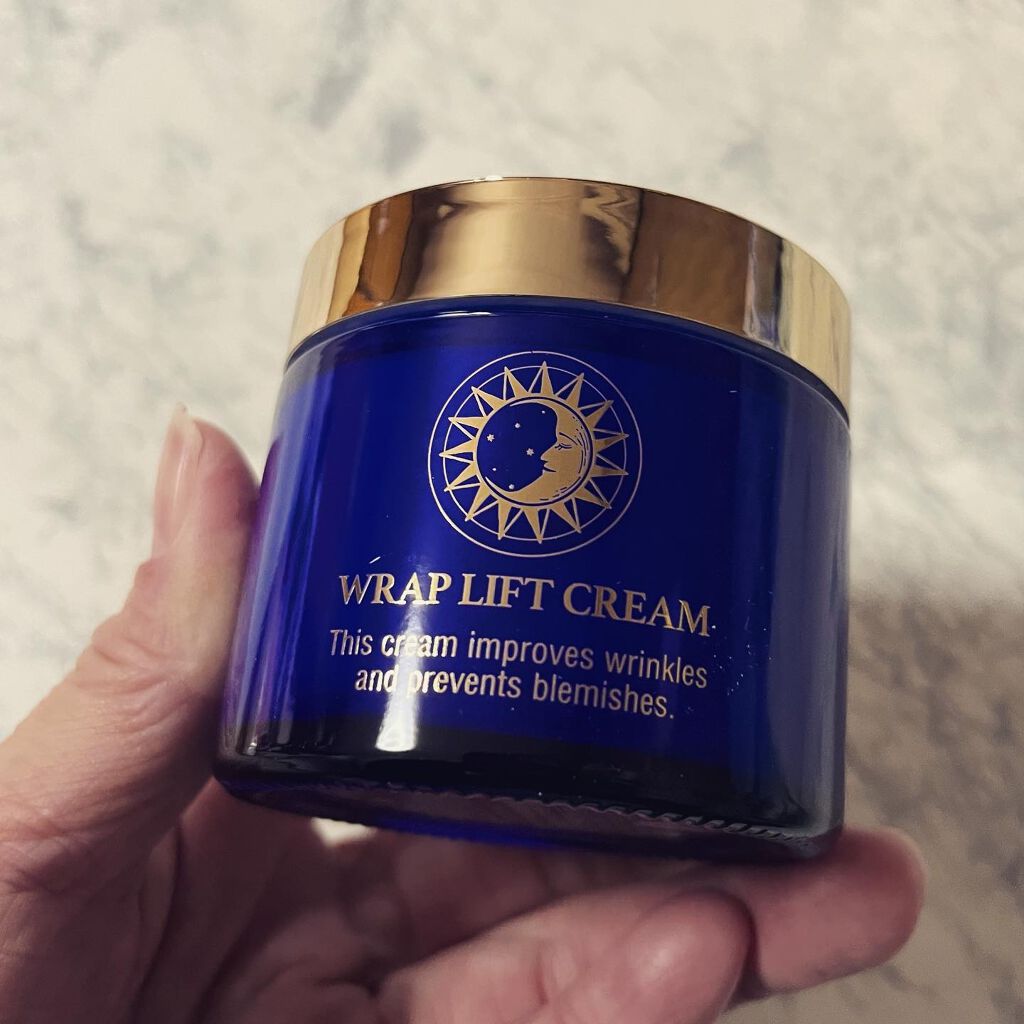 WRAP LIFT CREAM
This cream improves wrinkles
and prevents blemishes.